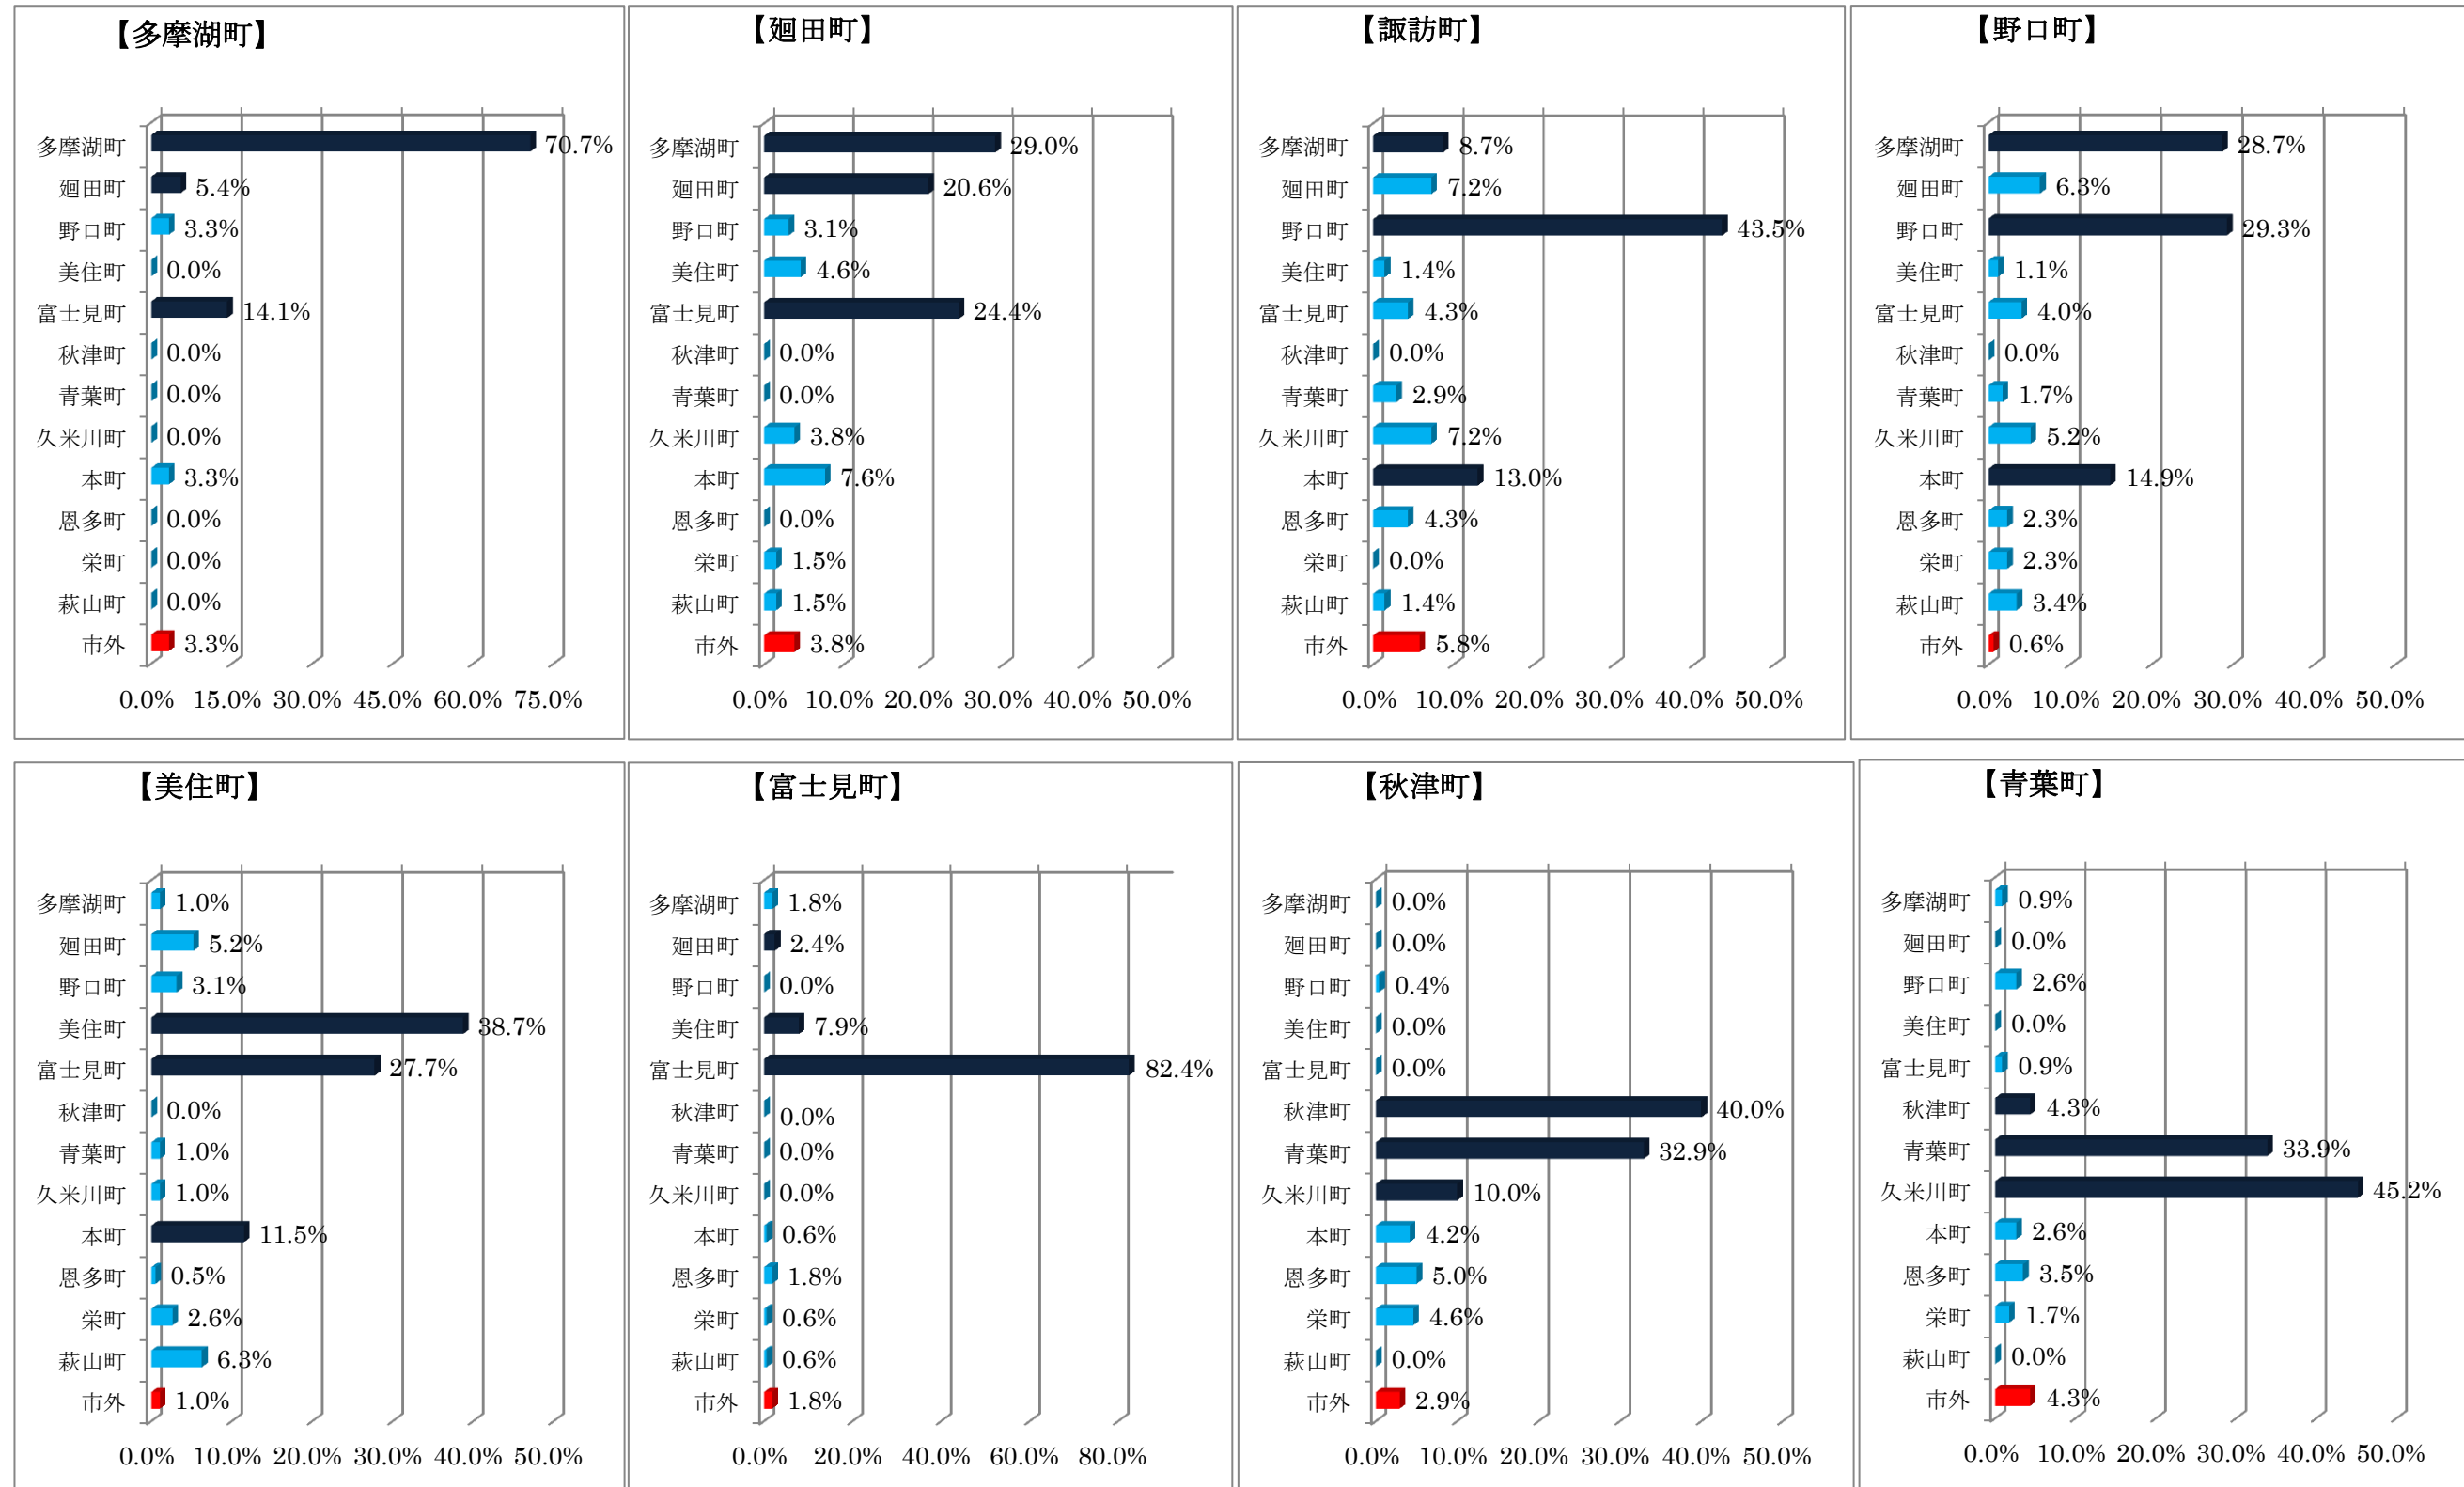 【多摩湖町】
多摩湖町 70.7%
廻田町 5.4%
野口町 3.3%
美住町 0.0%
富士見町 14.1%
秋津町 0.0%
青葉町 0.0%
久米川町 0.0%
本町 3.3%
恩多町 0.0%
栄町 0.0%
萩山町 0.0%
市外 3.3%
0.0% 15.0% 30.0% 45.0% 60.0% 75.0%
【廻田町】
多摩湖町 29.0%
廻田町 20.6%
野口町 3.1%
美住町 4.6%
富士見町 24.4%
秋津町 0.0%
青葉町 0.0%
久米川町 3.8%
本町 7.6%
恩多町 0.0%
栄町 1.5%
萩山町 1.5%
市外 3.8%
0.0% 10.0% 20.0% 30.0% 40.0% 50.0%
【諏訪町】
多摩湖町 8.7%
廻田町 7.2%
野口町 43.5%
美住町 1.4%
富士見町 4.3%
秋津町 0.0%
青葉町 2.9%
久米川町 7.2%
本町 13.0%
恩多町 4.3%
栄町 0.0%
萩山町 1.4%
市外 5.8%
0.0% 10.0% 20.0% 30.0% 40.0% 50.0%
【野口町】
多摩湖町 28.7%
廻田町 6.3%
野口町 29.3%
美住町 1.1%
富士見町 4.0%
秋津町 0.0%
青葉町 1.7%
久米川町 5.2%
本町 14.9%
恩多町 2.3%
栄町 2.3%
萩山町 3.4%
市外 0.6%
0.0% 10.0% 20.0% 30.0% 40.0% 50.0%
【美住町】
多摩湖町 1.0%
廻田町 5.2%
野口町 3.1%
美住町 38.7%
富士見町 27.7%
秋津町 0.0%
青葉町 1.0%
久米川町 1.0%
本町 11.5%
恩多町 0.5%
栄町 2.6%
萩山町 6.3%
市外 1.0%
0.0% 10.0% 20.0% 30.0% 40.0% 50.0%
【富士見町】
多摩湖町 1.8%
廻田町 2.4%
野口町 0.0%
美住町 7.9%
富士見町 82.4%
秋津町 0.0%
青葉町 0.0%
久米川町 0.0%
本町 0.6%
恩多町 1.8%
栄町 0.6%
萩山町 0.6%
市外 1.8%
0.0% 20.0% 40.0% 60.0% 80.0%
【秋津町】
多摩湖町 0.0%
廻田町 0.0%
野口町 0.4%
美住町 0.0%
富士見町 0.0%
秋津町 40.0%
青葉町 32.9%
久米川町 10.0%
本町 4.2%
恩多町 5.0%
栄町 4.6%
萩山町 0.0%
市外 2.9%
0.0% 10.0% 20.0% 30.0% 40.0% 50.0%
【青葉町】
多摩湖町 0.9%
廻田町 0.0%
野口町 2.6%
美住町 0.0%
富士見町 0.9%
秋津町 4.3%
青葉町 33.9%
久米川町 45.2%
本町 2.6%
恩多町 3.5%
栄町 1.7%
萩山町 0.0%
市外 4.3%
0.0% 10.0% 20.0% 30.0% 40.0% 50.0%